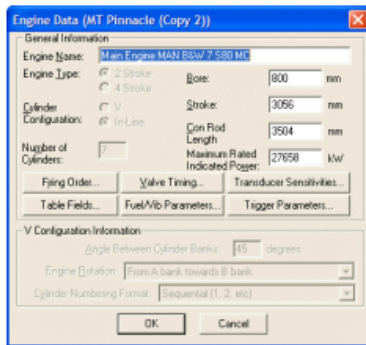 Engine Data (MT Pinnacle (Copy 2))
General Information
Engine Name: Main Engine MAN B&W 7 S80 MC
Engine Type: 2 Stroke
4 Stroke
Bore: 800 mm
Stroke: 3056 mm
Cylinder Configuration: V
In-Line
Con Rod Length 3504 mm
Number of Cylinders: 7
Maximum Rated Indicated Power: 27658 kW
Firing Order... Valve Timing... Transducer Sensitivities...
Table Fields... Fuel/Vib Parameters... Trigger Parameters...
V Configuration Information
Angle Between Cylinder Banks: 45 degrees
Engine Rotation: From A bank towards B bank
Cylinder Numbering Format: Sequential (1, 2, etc)
OK Cancel